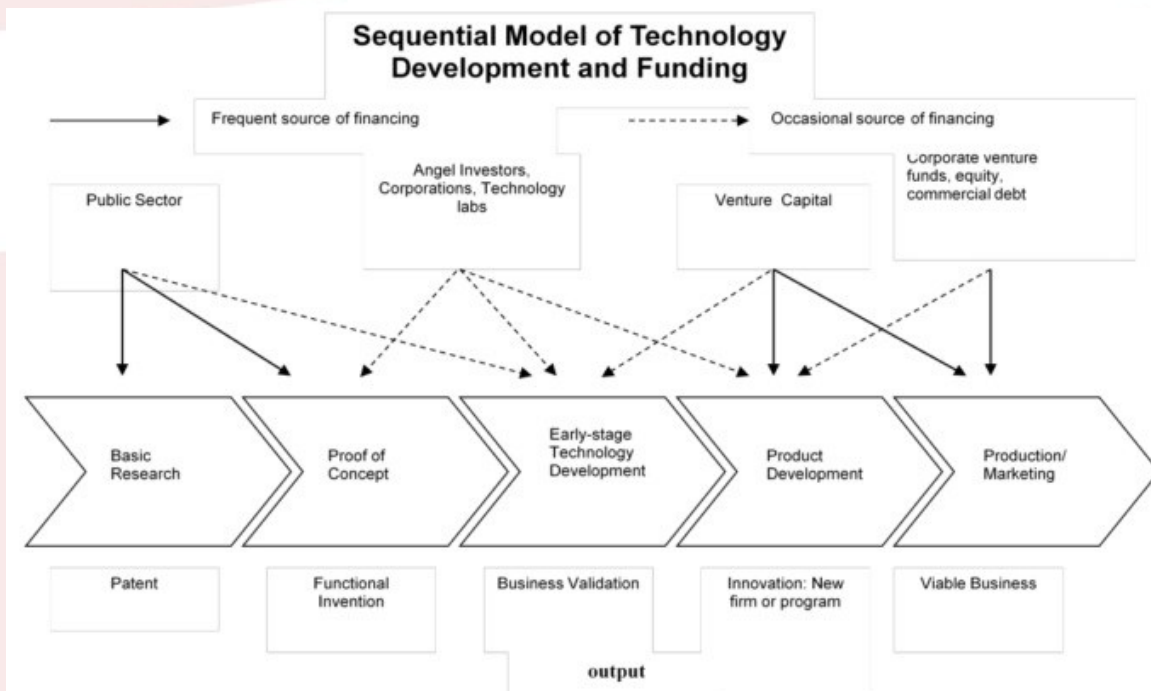 Sequential Model of Technology
Development and Funding
Frequent source of financing
Occasional source of financing
Public Sector
Angel Investors,
Corporations, Technology
labs
Venture Capital
Corporate venture
funds, equity,
commercial debt
Basic
Research
Proof of
Concept
Early-stage
Technology
Development
Product
Development
Production/
Marketing
Patent
Functional
Invention
Business Validation
Innovation: New
firm or program
Viable Business
output